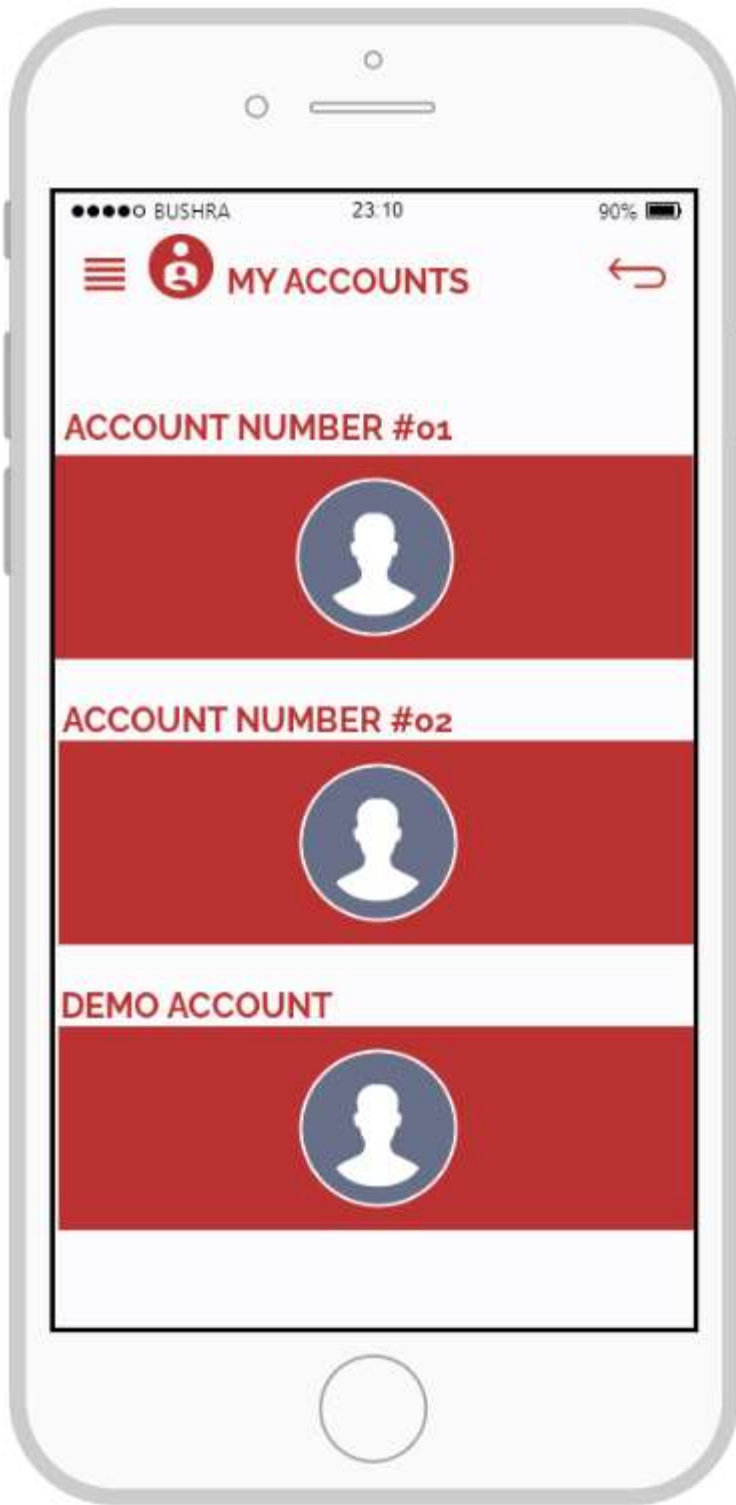 BUSHRA 23:10 90%
MY ACCOUNTS
ACCOUNT NUMBER #01
ACCOUNT NUMBER #02
DEMO ACCOUNT